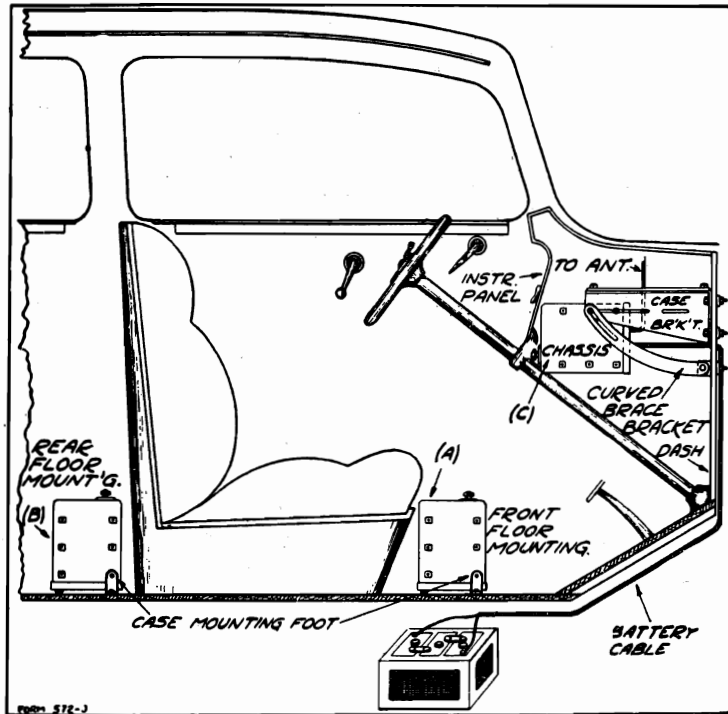 TO ANT.
INSTR.
PANEL
CASE
BR'K'T.
CHASSIS
(C)
CURVED
BRACE
BRACKET
DASH
REAR
FLOOR
MOUNT'G.
(B)
(A)
FRONT
FLOOR
MOUNTING.
CASE MOUNTING FOOT
BATTERY
CABLE
FORM 572-J